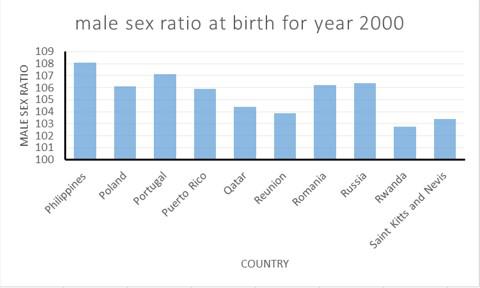 male sex ratio at birth for year 2000
MALE SEX RATIO
109
108
107
106
105
104
103
102
101
100
Philippines
Poland
Portugal
Puerto Rico
Qatar
Reunion
Romania
Russia
Rwanda
Saint Kitts and Nevis
COUNTRY